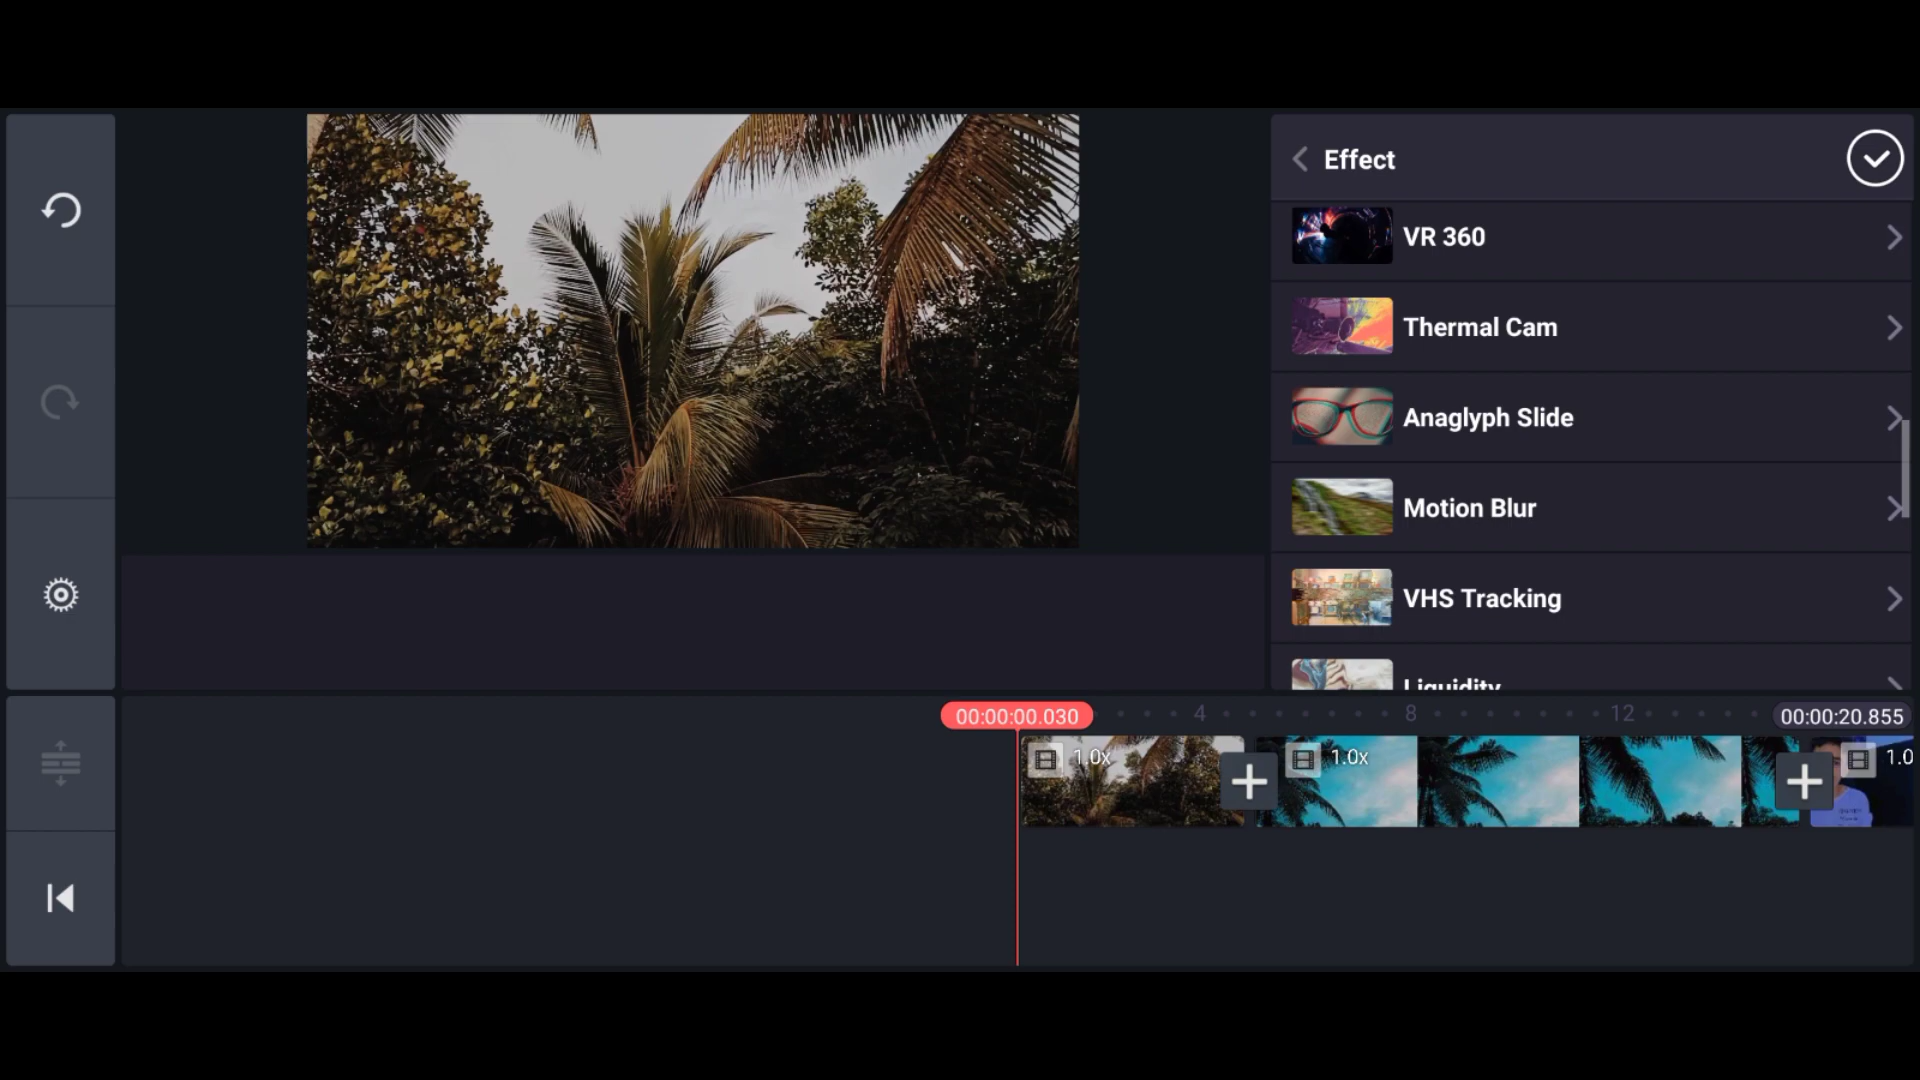 Effect
VR 360
Thermal Cam
Anaglyph Slide
Motion Blur
VHS Tracking
Liquidity
00:00:00.030
4
8
12
00:00:20.855
1.0x
1.0x
1.0